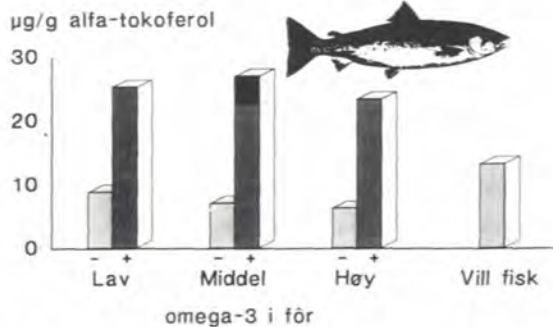 µg/g alfa-tokoferol
30
20
10
0
- + - + - +
Lav Middel Høy Vill fisk
omega-3 i fôr